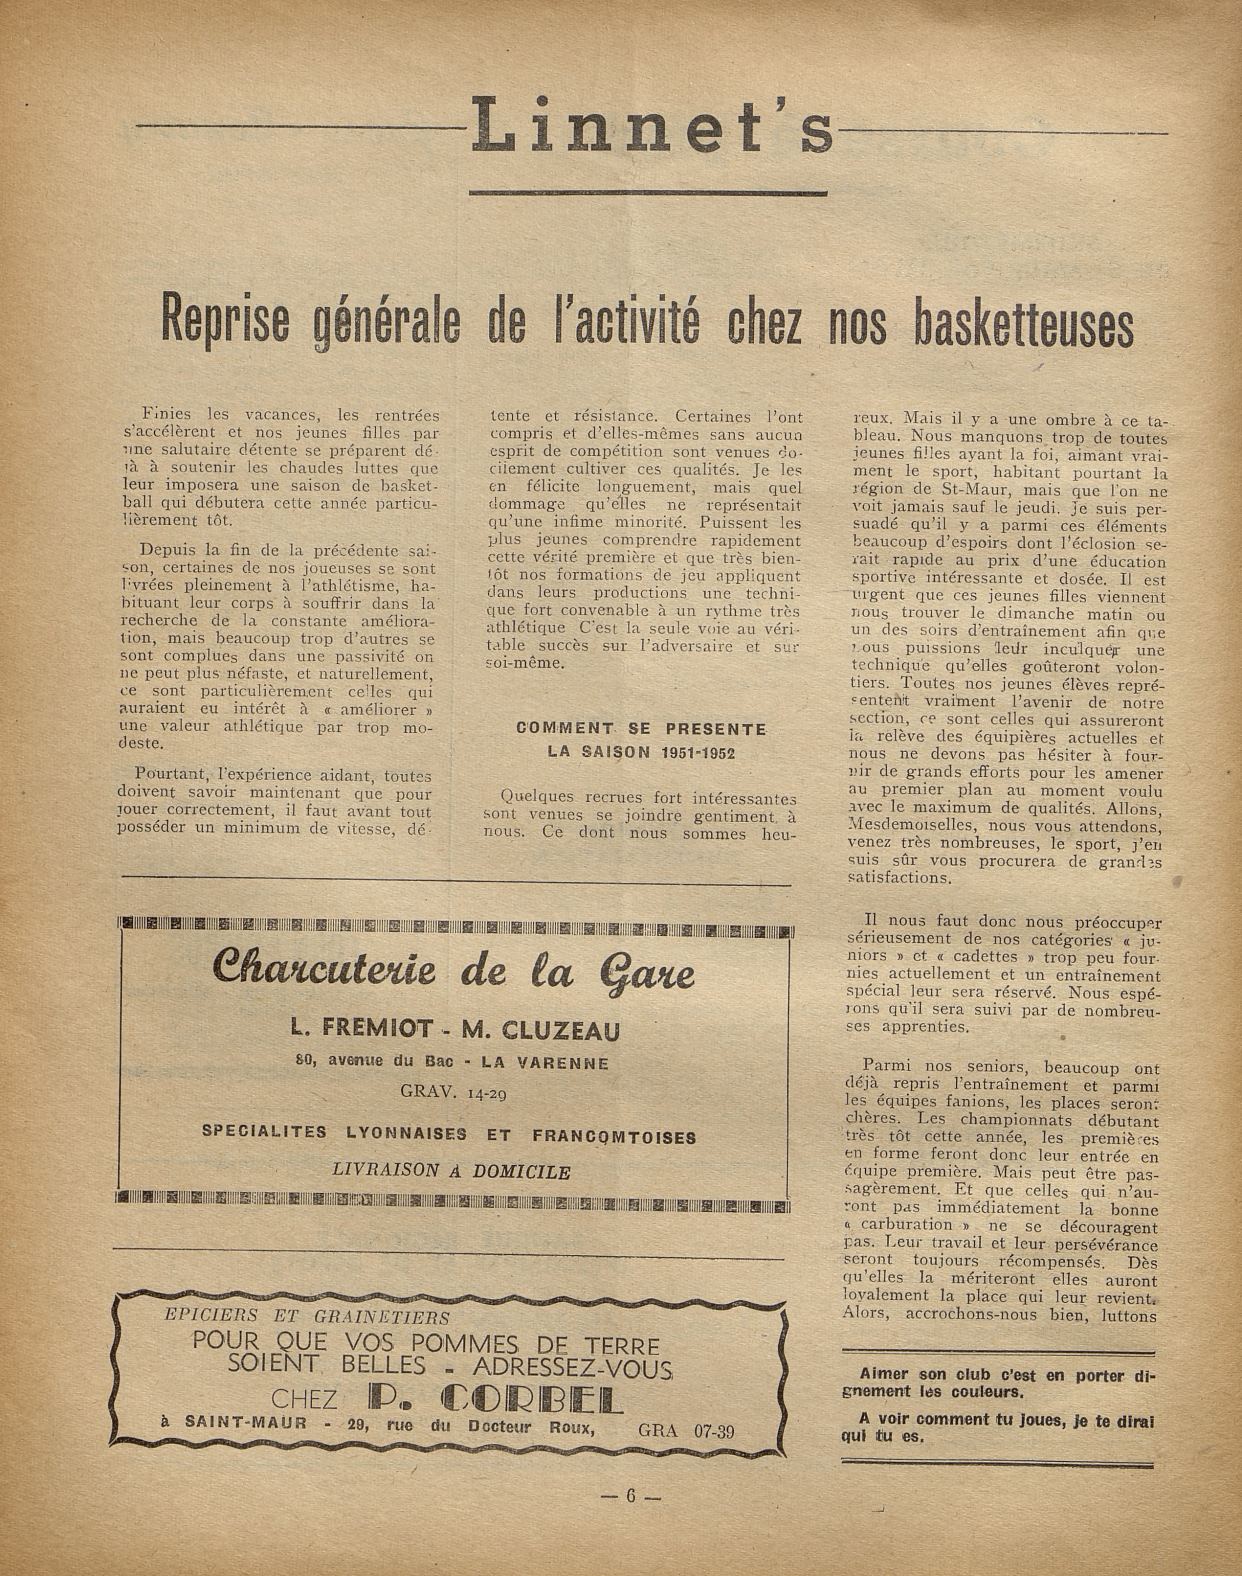 Linnet's
Reprise générale de l'activité chez nos basketteuses
Finies les vacances, les rentrées
s'accélèrent et nos jeunes filles par
une salutaire détente se préparent dé-
jà à soutenir les chaudes luttes que
leur imposera une saison de basket-
ball qui débutera cette année particu-
lièrement tôt.
Depuis la fin de la précédente sai-
son, certaines de nos joueuses se sont
livrées pleinement à l'athlétisme, ha-
bituant leur corps à souffrir dans la
recherche de la constante améliora-
tion, mais beaucoup trop d'autres se
sont complues dans une passivité on
ne peut plus néfaste, et naturellement,
ce sont particulièrement celles qui
auraient eu intérêt à « améliorer »
une valeur athlétique par trop mo-
deste.
Pourtant, l'expérience aidant, toutes
doivent savoir maintenant que pour
jouer correctement, il faut avant tout
posséder un minimum de vitesse, dé-
tente et résistance. Certaines l'ont
compris et d'elles-mêmes sans aucun
esprit de compétition sont venues do-
cilement cultiver ces qualités. Je les
en félicite longuement, mais quel
dommage qu'elles ne représentait
qu'une infime minorité. Puissent les
plus jeunes comprendre rapidement
cette vérité première et que très bien-
tôt nos formations de jeu appliquent
dans leurs productions une techni-
que fort convenable à un rythme très
athlétique C'est la seule voie au véri-
table succès sur l'adversaire et sur
soi-même.
COMMENT SE PRESENTE
LA SAISON 1951-1952
Quelques recrues fort intéressantes
sont venues se joindre gentiment à
nous. Ce dont nous sommes heu-
reux. Mais il y a une ombre à ce ta-
bleau. Nous manquons trop de toutes
jeunes filles ayant la foi, aimant vrai-
ment le sport, habitant pourtant la
région de St-Maur, mais que l'on ne
voit jamais sauf le jeudi. Je suis per-
suadé qu'il y a parmi ces éléments
beaucoup d'espoirs dont l'éclosion se-
rait rapide au prix d'une éducation
sportive intéressante et dosée. Il est
urgent que ces jeunes filles viennent
nous trouver le dimanche matin ou
un des soirs d'entraînement afin que
nous puissions leur inculquer une
technique qu'elles goûteront volon-
tiers. Toutes nos jeunes élèves repré-
sentent vraiment l'avenir de notre
section, ce sont celles qui assureront
la relève des équipières actuelles et
nous ne devons pas hésiter à four-
nir de grands efforts pour les amener
au premier plan au moment voulu
avec le maximum de qualités. Allons,
Mesdemoiselles, nous vous attendons,
venez très nombreuses, le sport, j'en
suis sûr vous procurera de grandes
satisfactions.
Il nous faut donc nous préoccuper
sérieusement de nos catégories « ju-
niors » et « cadettes » trop peu four-
nies actuellement et un entraînement
spécial leur sera réservé. Nous espé-
rons qu'il sera suivi par de nombreu-
ses apprenties.
Parmi nos seniors, beaucoup ont
déjà repris l'entraînement et parmi
les équipes fanions, les places seront
chères. Les championnats débutant
très tôt cette année, les premières
en forme feront donc leur entrée en
équipe première. Mais peut être pas-
sagèrement. Et que celles qui n'au-
ront pas immédiatement la bonne
« carburation » ne se découragent
pas. Leur travail et leur persévérance
seront toujours récompensés. Dès
qu'elles la mériteront elles auront
loyalement la place qui leur revient.
Alors, accrochons-nous bien, luttons
Aimer son club c'est en porter di-
gnement les couleurs.
A voir comment tu joues, je te dirai
qui tu es.
Charcuterie de la Gare
L. FREMIOT - M. CLUZEAU
80, avenue du Bac - LA VARENNE
GRAV. 14-29
SPECIALITES LYONNAISES ET FRANCOMTOISES
LIVRAISON A DOMICILE
EPICIERS ET GRAINETIERS
POUR QUE VOS POMMES DE TERRE
SOIENT BELLES - ADRESSEZ-VOUS
CHEZ P. CORBEL
à SAINT-MAUR - 29, rue du Docteur Roux, GRA 07-39
— 6 —